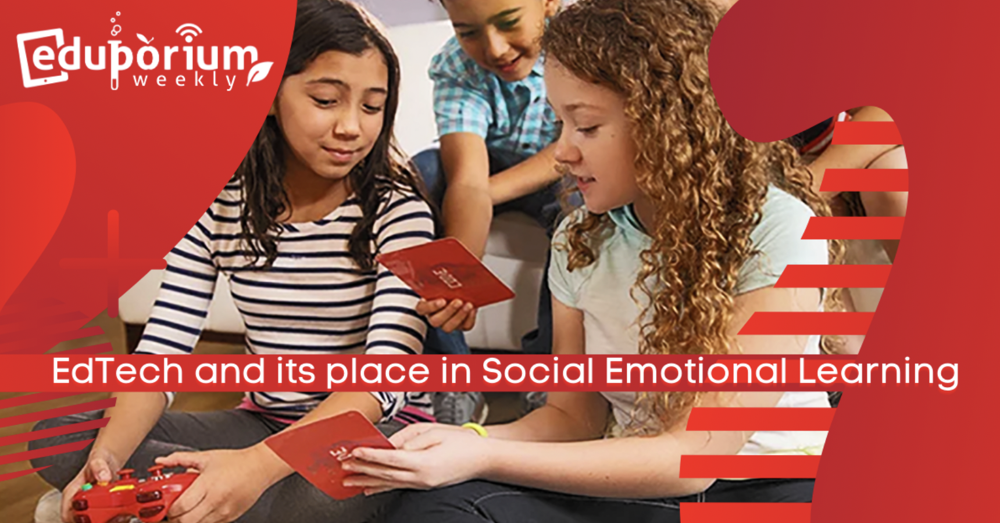 eduporium
weekly
EdTech and its place in Social Emotional Learning